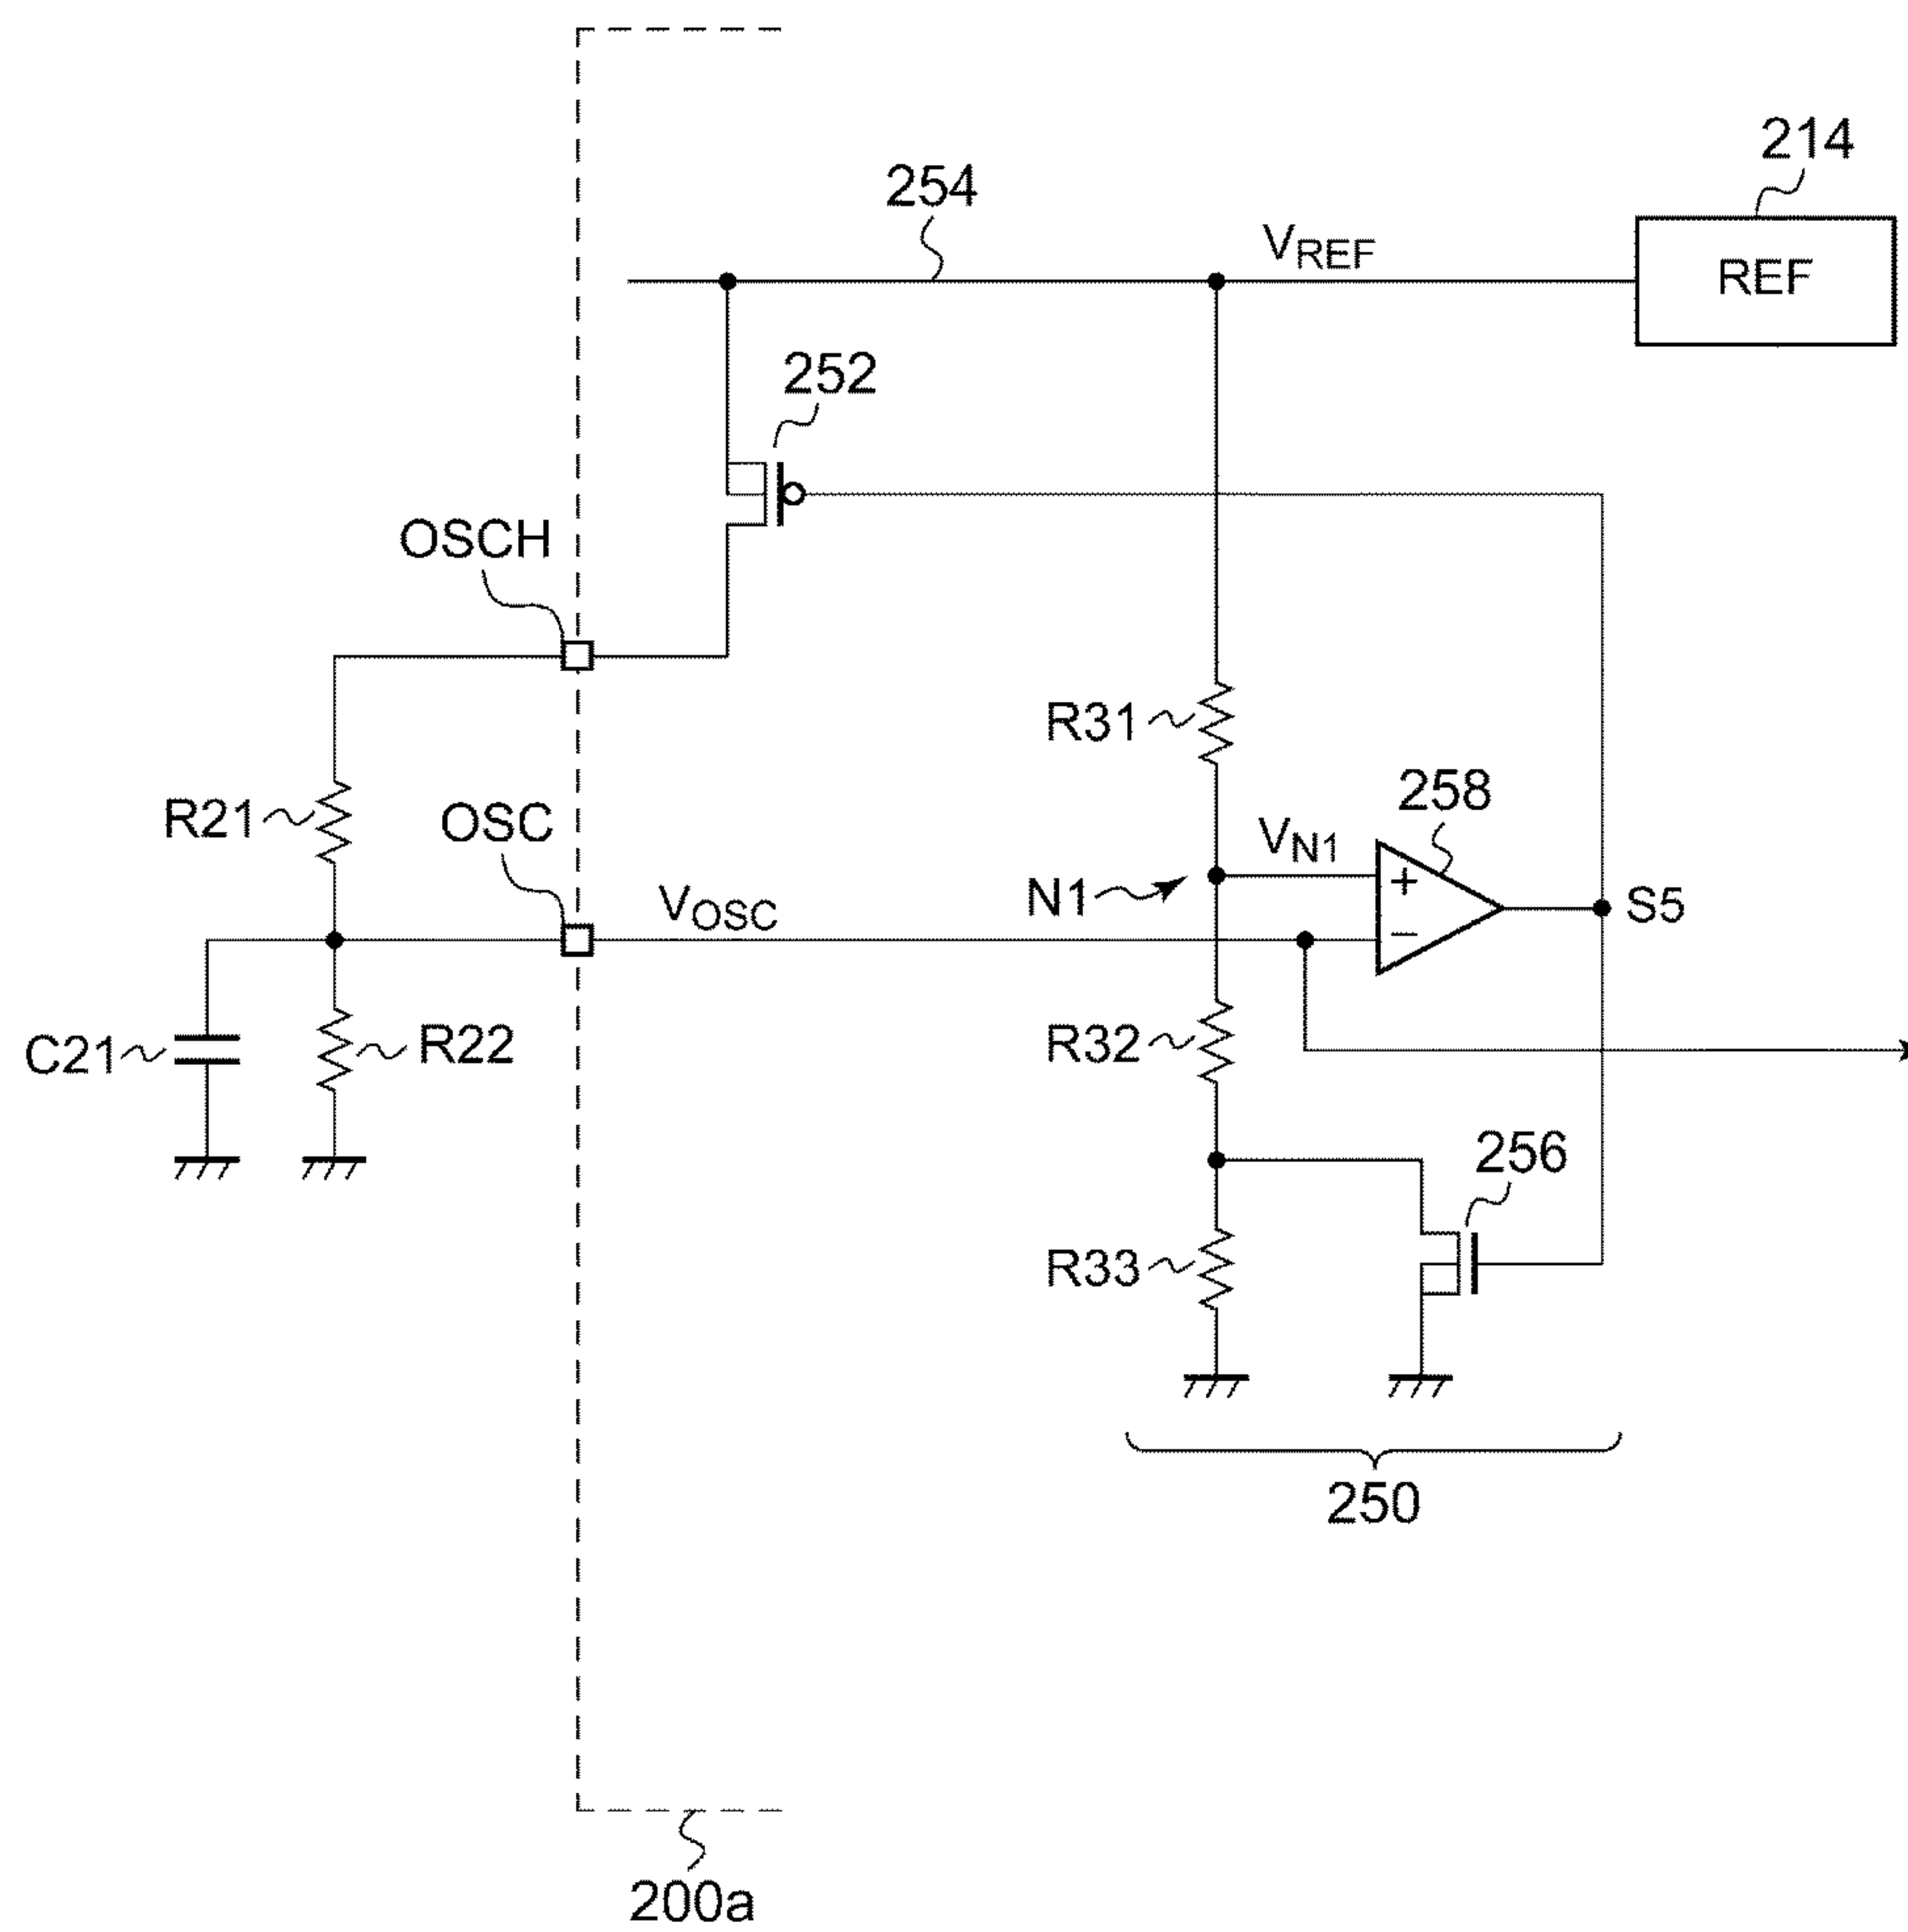 214
254
VREF
REF
252
OSCH
R31
258
R21
OSC
VN1
+
N1
VOSC
S5
−
C21
R22
R32
256
R33
250
200a